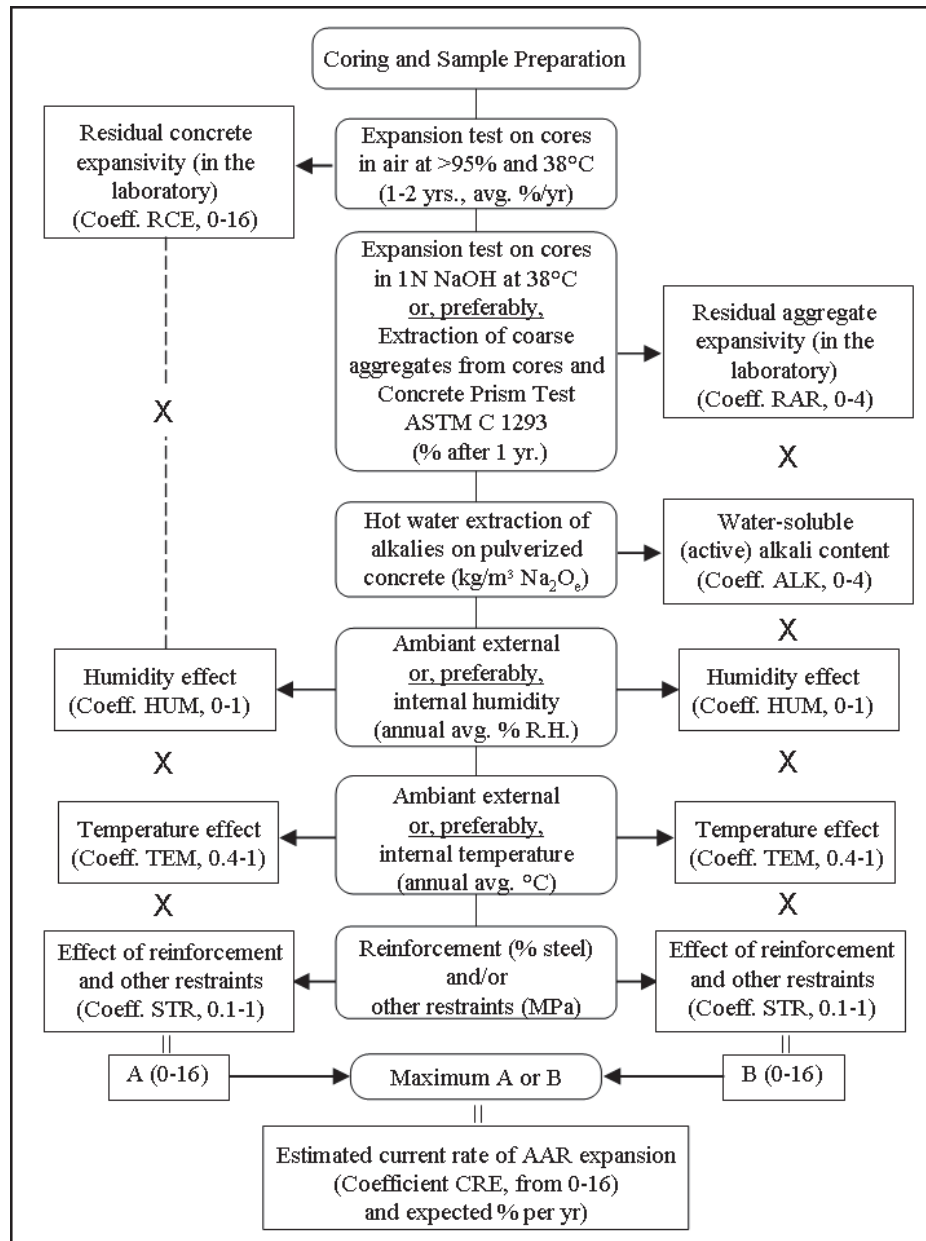 Coring and Sample Preparation
Residual concrete
expansivity (in the
laboratory)
(Coeff. RCE, 0-16)
Expansion test on cores
in air at >95% and 38°C
(1-2 yrs., avg. %/yr)
Expansion test on cores
in 1N NaOH at 38°C
or, preferably,
Extraction of coarse
aggregates from cores and
Concrete Prism Test
ASTM C 1293
(% after 1 yr.)
Residual aggregate
expansivity (in the
laboratory)
(Coeff. RAR, 0-4)
X
X
Hot water extraction of
alkalies on pulverized
concrete (kg/m³ Na₂Oₑ)
Water-soluble
(active) alkali content
(Coeff. ALK, 0-4)
X
Humidity effect
(Coeff. HUM, 0-1)
Ambiant external
or, preferably,
internal humidity
(annual avg. % R.H.)
Humidity effect
(Coeff. HUM, 0-1)
X
X
Temperature effect
(Coeff. TEM, 0.4-1)
Ambiant external
or, preferably,
internal temperature
(annual avg. °C)
Temperature effect
(Coeff. TEM, 0.4-1)
X
X
Effect of reinforcement
and other restraints
(Coeff. STR, 0.1-1)
Reinforcement (% steel)
and/or
other restraints (MPa)
Effect of reinforcement
and other restraints
(Coeff. STR, 0.1-1)
||
||
A (0-16)
Maximum A or B
B (0-16)
||
Estimated current rate of AAR expansion
(Coefficient CRE, from 0-16)
and expected % per yr)